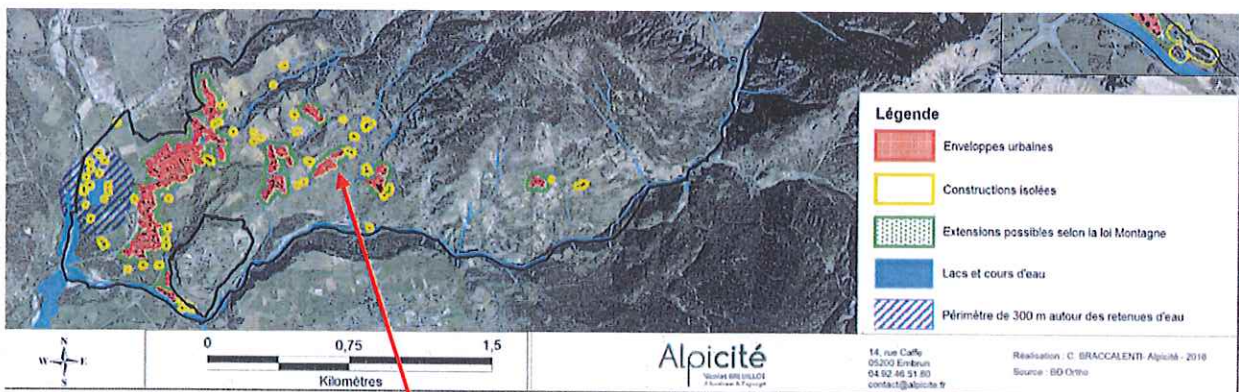 Légende
Enveloppes urbaines
Constructions isolées
Extensions possibles selon la loi Montagne
Lacs et cours d'eau
Périmètre de 300 m autour des retenues d'eau
N
W E
S
0 0,75 1,5
Kilomètres
Alpicité
14, rue Caffe
05200 Embrun
04.92.46.51.80
contact@alpicite.fr
Réalisation : C. BRACCALENTI- Alpicité - 2018
Source : BD Ortho